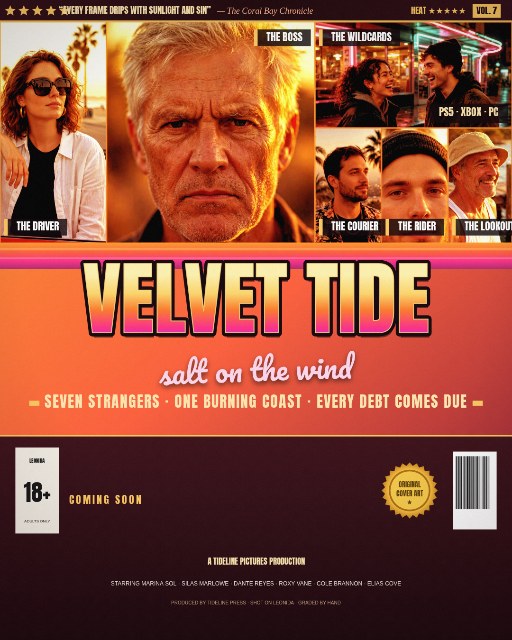 ★★★★★ "EVERY FRAME DRIPS WITH SUNLIGHT AND SIN" — The Coral Bay Chronicle
HEAT ★★★★★ VOL. 7
THE BOSS
THE WILDCARDS
PS5 · XBOX · PC
THE DRIVER
THE COURIER
THE RIDER
THE LOOKOUT
VELVET TIDE
salt on the wind
SEVEN STRANGERS · ONE BURNING COAST · EVERY DEBT COMES DUE
LEONIDA
18+
ADULTS ONLY
COMING SOON
ORIGINAL
COVER ART
★
A TIDELINE PICTURES PRODUCTION
STARRING MARINA SOL · SILAS MARLOWE · DANTE REYES · ROXY VANE · COLE BRANNON · ELIAS COVE
PRODUCED BY TIDELINE PRESS · SHOT ON LEONIDA · GRADED BY HAND